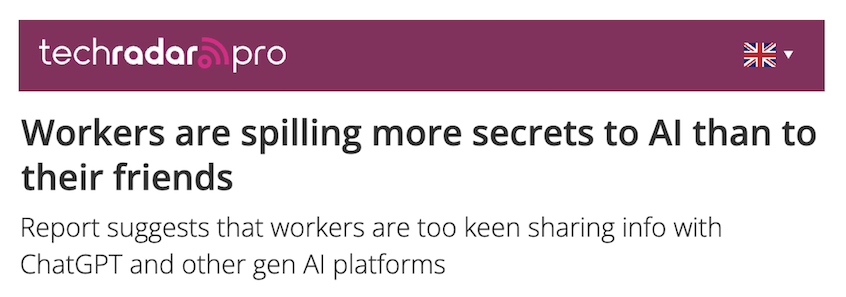 techradar.pro
Workers are spilling more secrets to AI than to
their friends
Report suggests that workers are too keen sharing info with
ChatGPT and other gen AI platforms